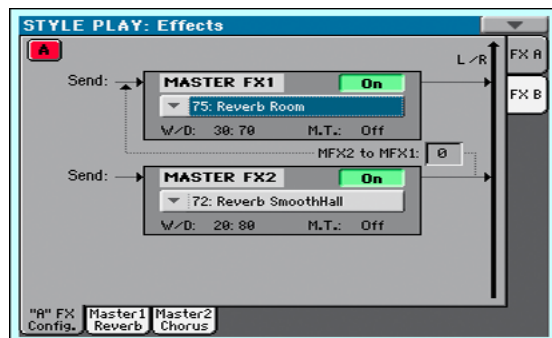 STYLE PLAY: Effects
A
L/R
FX A
FX B
Send:
MASTER FX1
On
75: Reverb Room
W/D: 30:70
M.T.: Off
MFX2 to MFX1: 0
Send:
MASTER FX2
On
72: Reverb SmoothHall
W/D: 20:80
M.T.: Off
"A" FX Config.
Master1 Reverb
Master2 Chorus